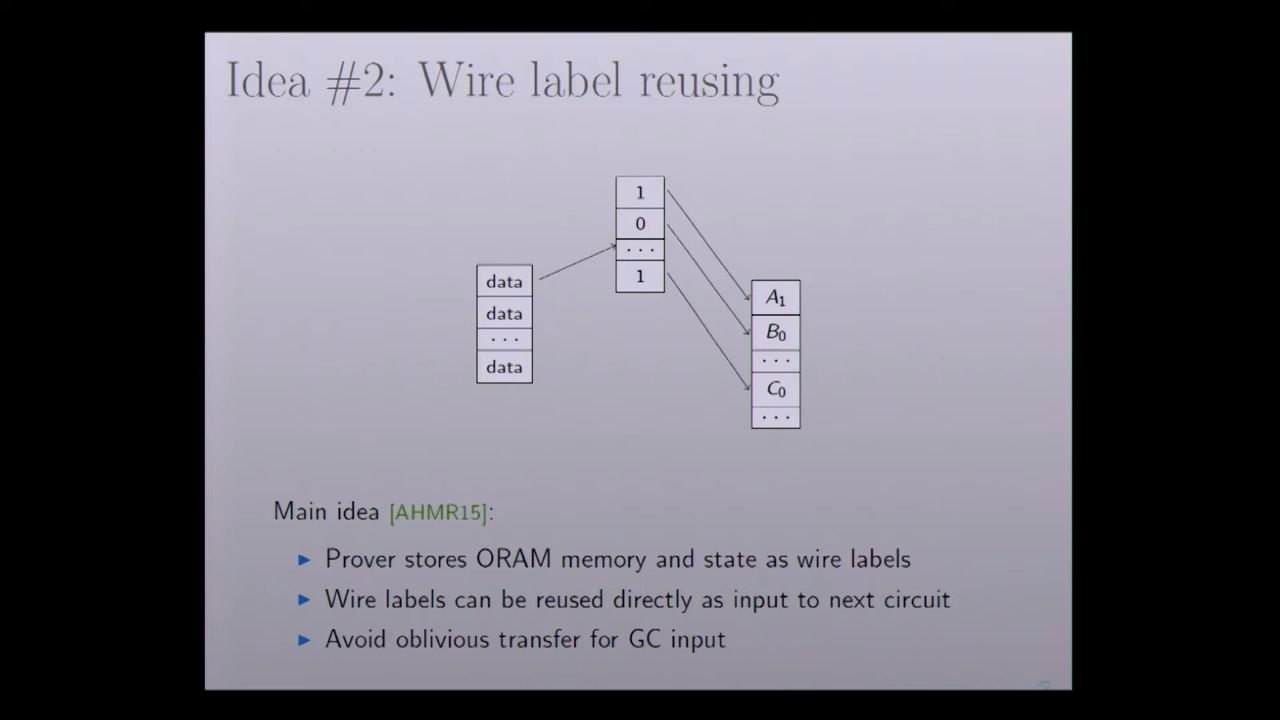 Idea #2: Wire label reusing
1
0
...
1
data
data
...
data
A₁
B₀
...
C₀
...
Main idea [AHMR15]:
Prover stores ORAM memory and state as wire labels
Wire labels can be reused directly as input to next circuit
Avoid oblivious transfer for GC input